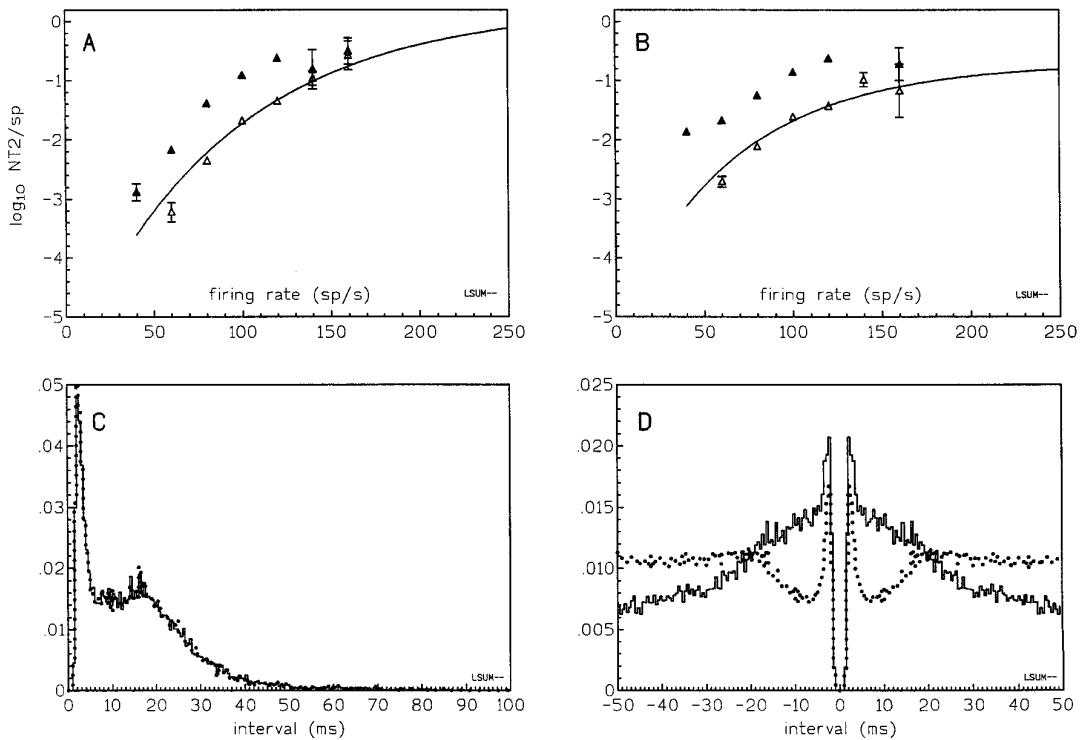 A
0
-1
-2
-3
-4
-5
log₁₀ NT2/sp
firing rate (sp/s)
LSUM--
0 50 100 150 200 250
B
0
-1
-2
-3
-4
-5
firing rate (sp/s)
LSUM--
0 50 100 150 200 250
C
.05
.04
.03
.02
.01
0
LSUM--
0 10 20 30 40 50 60 70 80 90 100
interval (ms)
D
.025
.020
.015
.010
.005
0
LSUM--
-50 -40 -30 -20 -10 0 10 20 30 40 50
interval (ms)